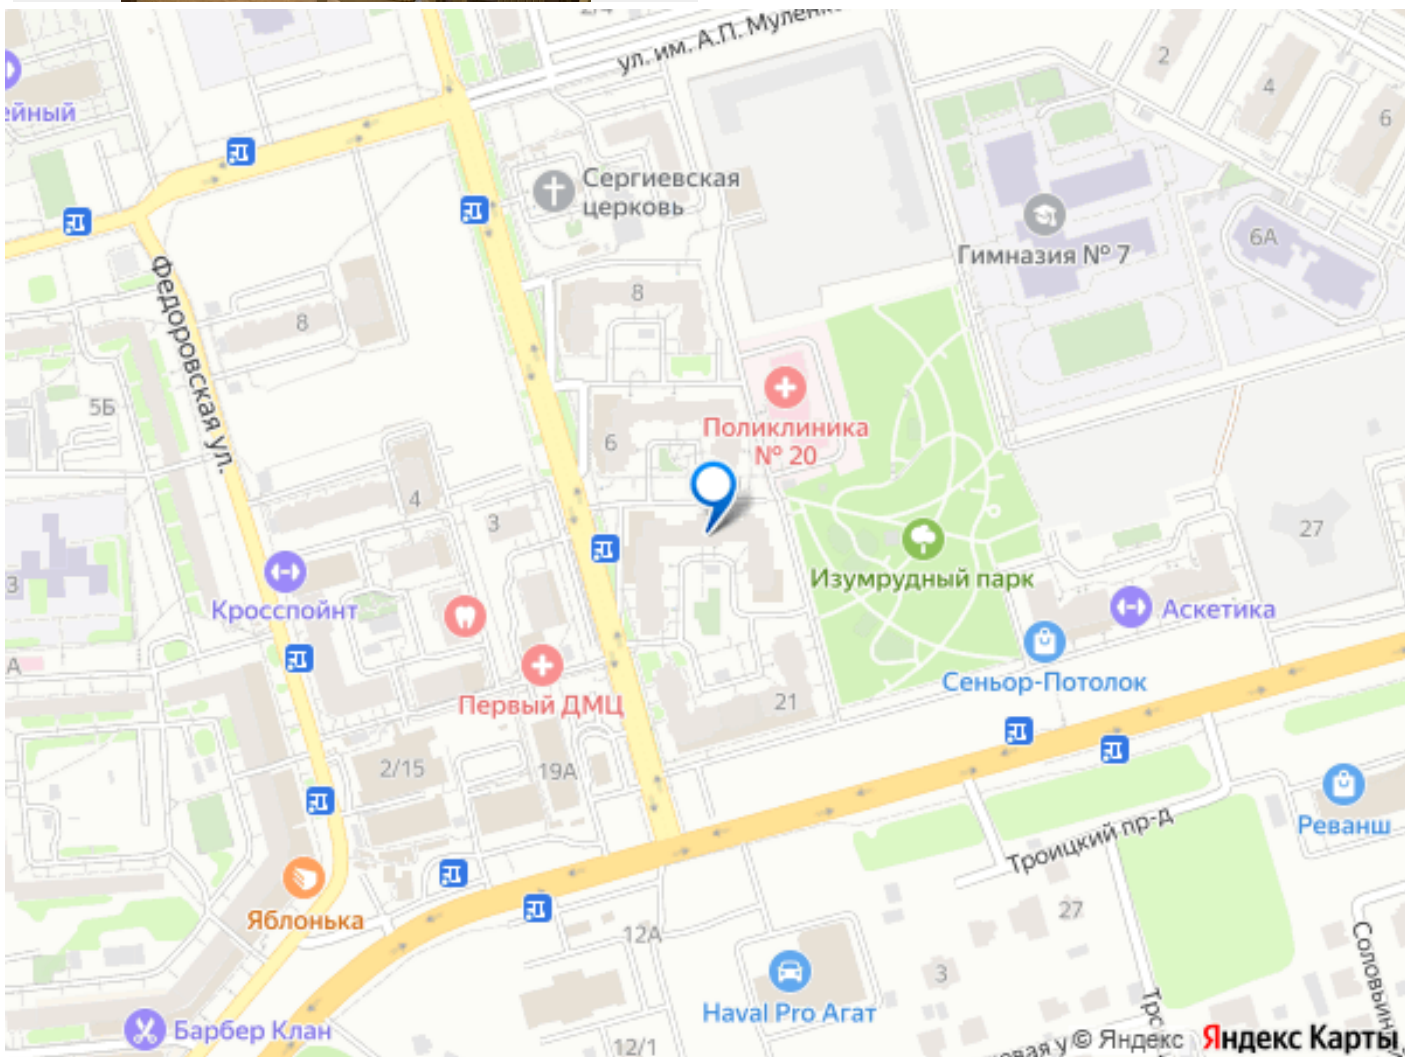 ул. им. А.П. Муленко
2
4
6
ейный
Сергиевская
церковь
Гимназия № 7
6А
Федоровская ул.
8
8
5Б
6
Поликлиника
№ 20
4
3
27
3
Кросспойнт
Изумрудный парк
Аскетика
А
Первый ДМЦ
21
Сеньор-Потолок
2/15
19А
Реванш
Троицкий пр-д
Яблонька
27
12А
3
Haval Pro Агат
Барбер Клан
12/1
© Яндекс
Яндекс Карты